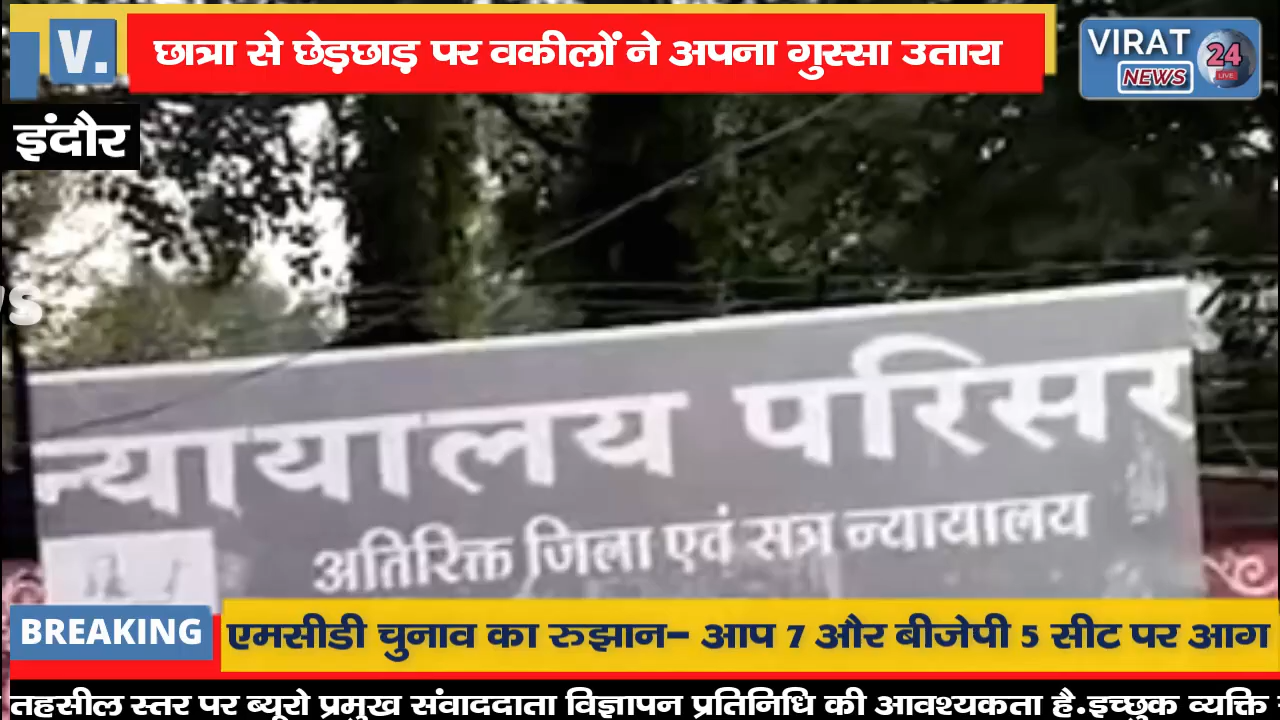 V.
छात्रा से छेड़छाड़ पर वकीलों ने अपना गुस्सा उतारा
VIRAT
NEWS
24
LIVE
इंदौर
न्यायालय परिसर
अतिरिक्त जिला एवं सत्र न्यायालय
BREAKING
एमसीडी चुनाव का रुझान- आप 7 और बीजेपी 5 सीट पर आग
तहसील स्तर पर ब्यूरो प्रमुख संवाददाता विज्ञापन प्रतिनिधि की आवश्यकता है.इच्छुक व्यक्ति